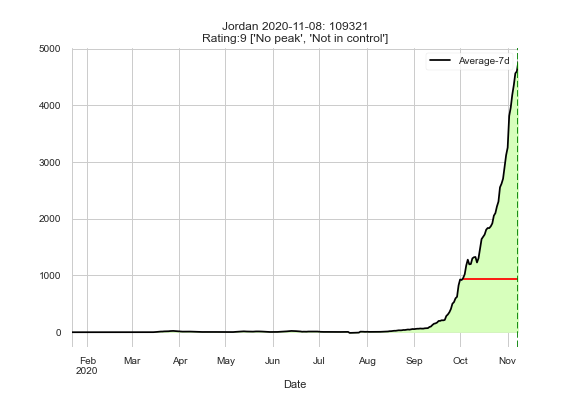 Jordan 2020-11-08: 109321
Rating:9 ['No peak', 'Not in control']
Average-7d
5000
4000
3000
2000
1000
0
Feb Mar Apr May Jun Jul Aug Sep Oct Nov
2020
Date